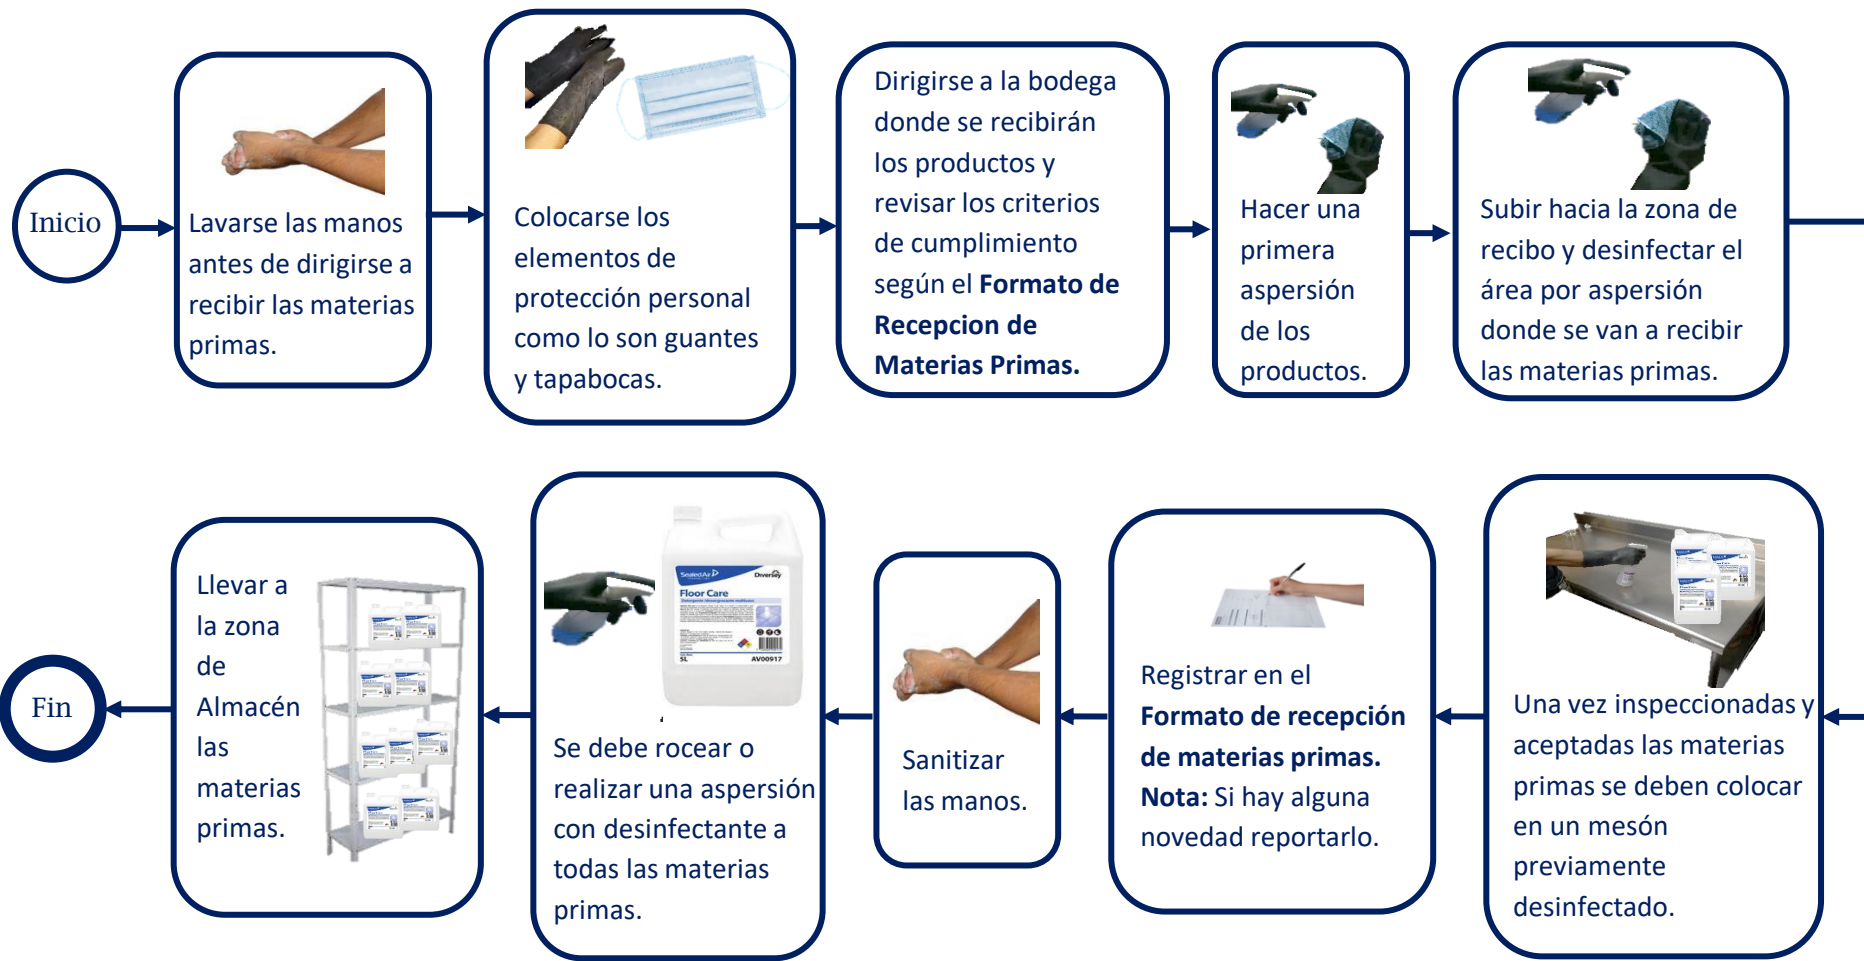 Inicio
Lavarse las manos
antes de dirigirse a
recibir las materias
primas.
Colocarse los
elementos de
protección personal
como lo son guantes
y tapabocas.
Dirigirse a la bodega
donde se recibirán
los productos y
revisar los criterios
de cumplimiento
según el Formato de
Recepcion de
Materias Primas.
Hacer una
primera
aspersión
de los
productos.
Subir hacia la zona de
recibo y desinfectar el
área por aspersión
donde se van a recibir
las materias primas.
Una vez inspeccionadas y
aceptadas las materias
primas se deben colocar
en un mesón
previamente
desinfectado.
Registrar en el
Formato de recepción
de materias primas.
Nota: Si hay alguna
novedad reportarlo.
Sanitizar
las manos.
Sealed Air Diversey
Floor Care
5L AV00917
Se debe rocear o
realizar una aspersión
con desinfectante a
todas las materias
primas.
Llevar a
la zona
de
Almacén
las
materias
primas.
Fin